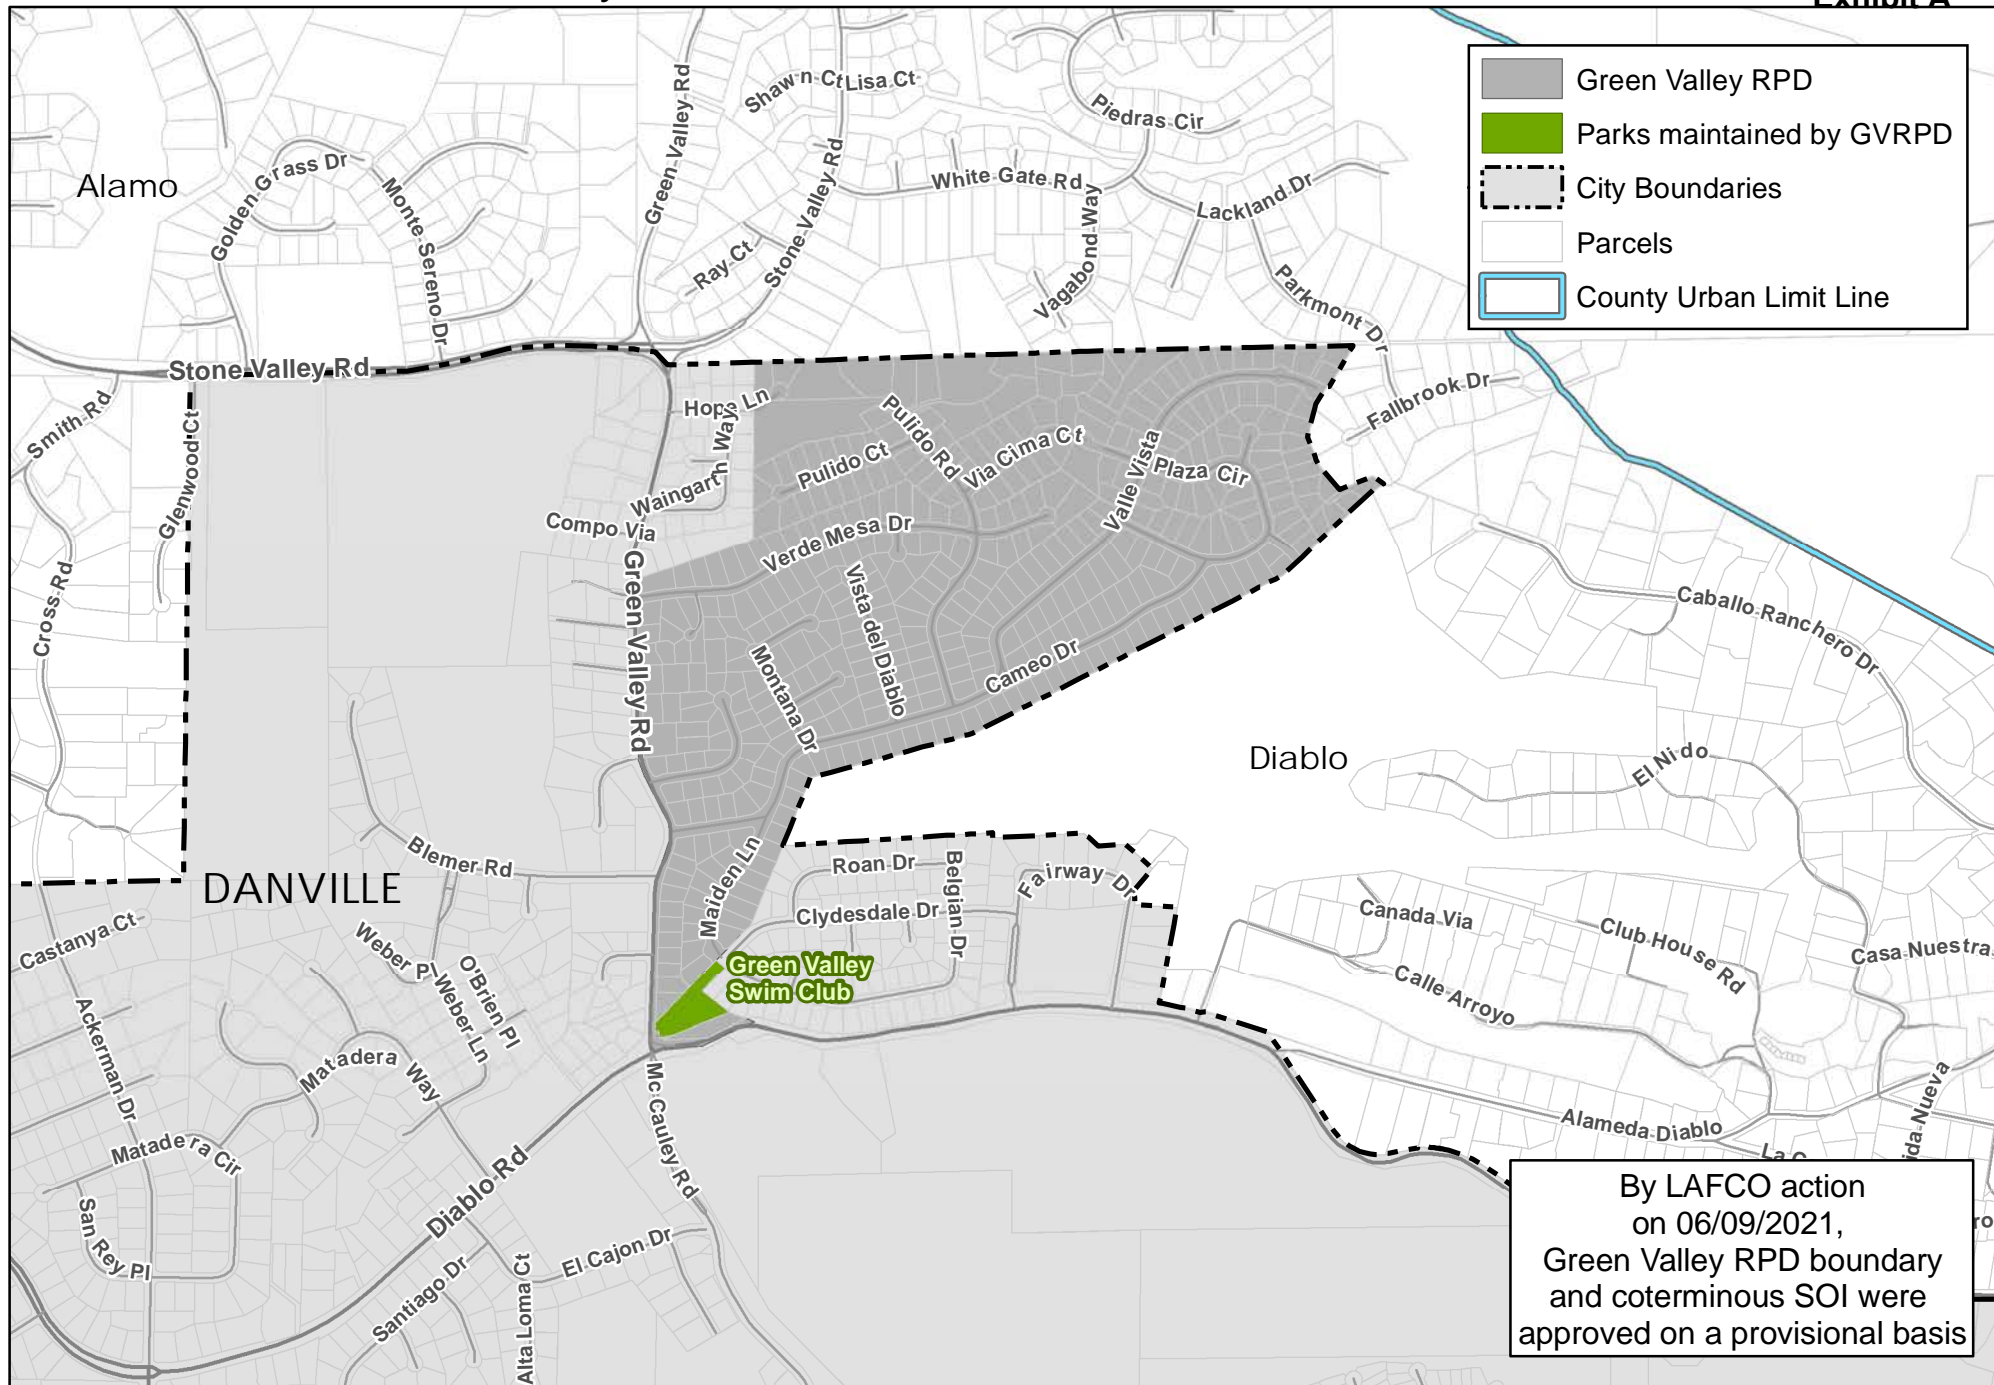 Exhibit A
Green Valley RPD
Parks maintained by GVRPD
City Boundaries
Parcels
County Urban Limit Line
Alamo
Golden Grass Dr
Monte Sereno Dr
Green Valley Rd
Shawn Ct
Lisa Ct
Stone Valley Rd
Ray Ct
Piedras Cir
White Gate Rd
Vagabond Way
Lackland Dr
Parkmont Dr
Fallbrook Dr
Stone Valley Rd
Smith Rd
Glenwood Ct
Cross Rd
Hope Ln
Waingarth Way
Compo Via
Green Valley Rd
Pulido Ct
Pulido Rd
Via Cima Ct
Valle Vista
Plaza Cir
Verde Mesa Dr
Vista del Diablo
Montana Dr
Cameo Dr
Caballo Ranchero Dr
Diablo
El Nido
Blemer Rd
DANVILLE
Maiden Ln
Roan Dr
Belgian Dr
Fairway Dr
Clydesdale Dr
Green Valley
Swim Club
Canada Via
Club House Rd
Casa Nuestra
Calle Arroyo
Castanya Ct
Weber Pl
Weber Ln
O'Brien Pl
Ackerman Dr
Matadera Way
Matadera Cir
San Rey Pl
Diablo Rd
Mc Cauley Rd
Santiago Dr
Alta Loma Ct
El Cajon Dr
Alameda Diablo
La C
ida Nueva
ro
By LAFCO action
on 06/09/2021,
Green Valley RPD boundary
and coterminous SOI were
approved on a provisional basis